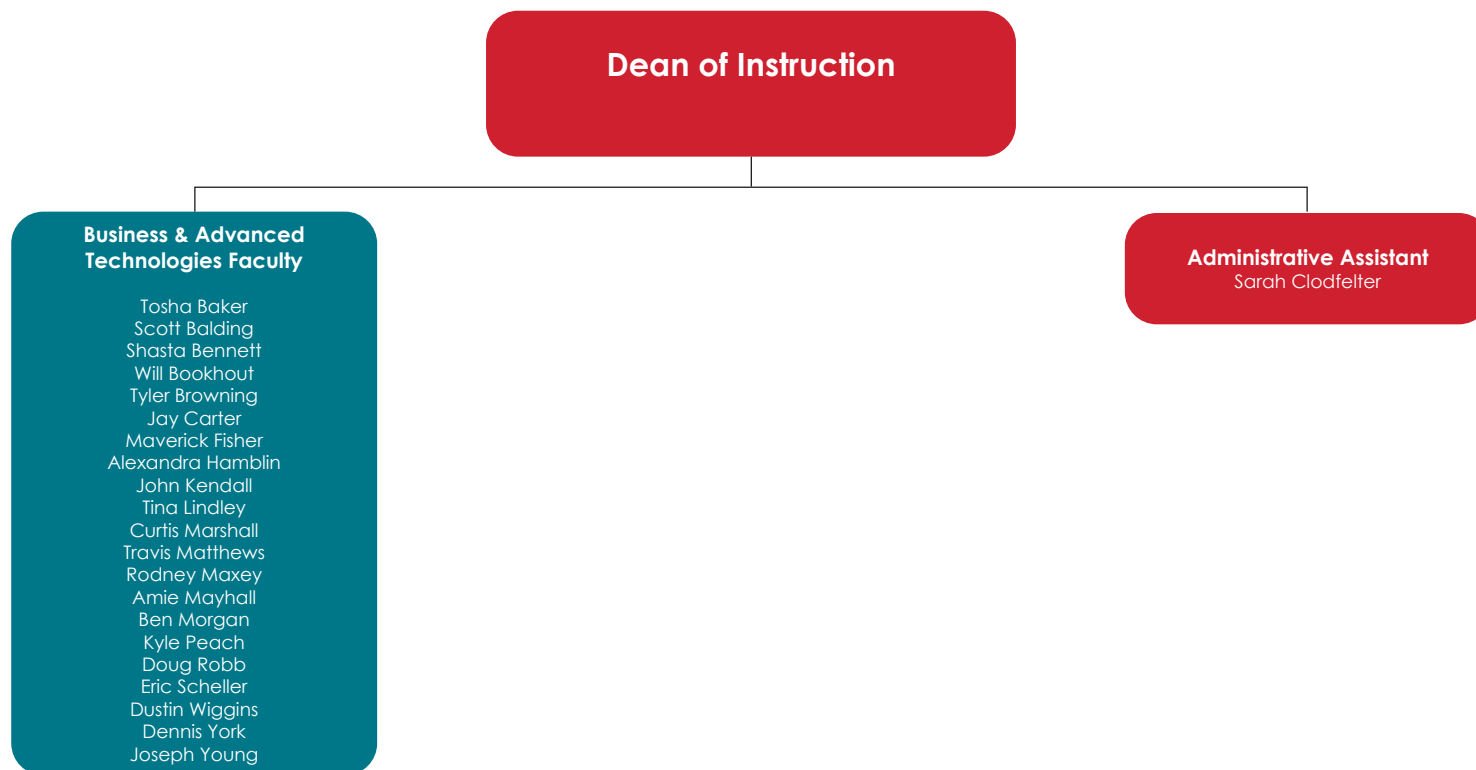 Dean of Instruction
Business & Advanced
Technologies Faculty
Tosha Baker
Scott Balding
Shasta Bennett
Will Bookhout
Tyler Browning
Jay Carter
Maverick Fisher
Alexandra Hamblin
John Kendall
Tina Lindley
Curtis Marshall
Travis Matthews
Rodney Maxey
Amie Mayhall
Ben Morgan
Kyle Peach
Doug Robb
Eric Scheller
Dustin Wiggins
Dennis York
Joseph Young
Administrative Assistant
Sarah Clodfelter